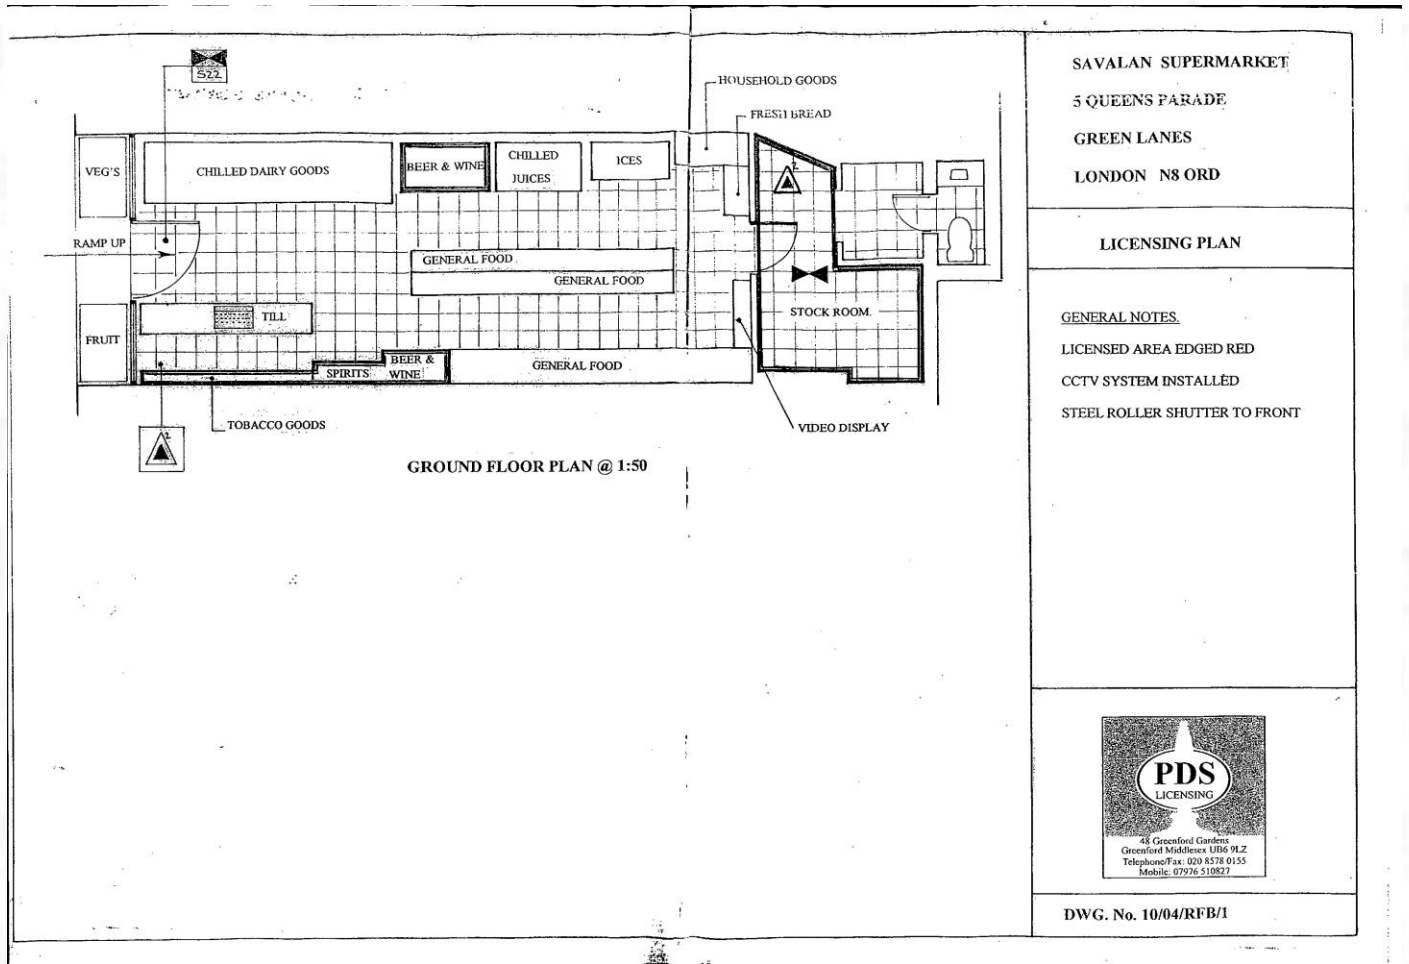 S22
HOUSEHOLD GOODS
FRESH BREAD
VEG'S
CHILLED DAIRY GOODS
BEER & WINE
CHILLED
JUICES
ICES
2
RAMP UP
GENERAL FOOD
GENERAL FOOD
TILL
STOCK ROOM.
FRUIT
SPIRITS
BEER &
WINE
GENERAL FOOD
TOBACCO GOODS
VIDEO DISPLAY
2
GROUND FLOOR PLAN @ 1:50
SAVALAN SUPERMARKET
5 QUEENS PARADE
GREEN LANES
LONDON N8 ORD
LICENSING PLAN
GENERAL NOTES.
LICENSED AREA EDGED RED
CCTV SYSTEM INSTALLED
STEEL ROLLER SHUTTER TO FRONT
PDS
LICENSING
48 Greenford Gardens
Greenford Middlesex UB6 9LZ
Telephone/Fax: 020 8578 0155
Mobile: 07976 510827
DWG. No. 10/04/RFB/1